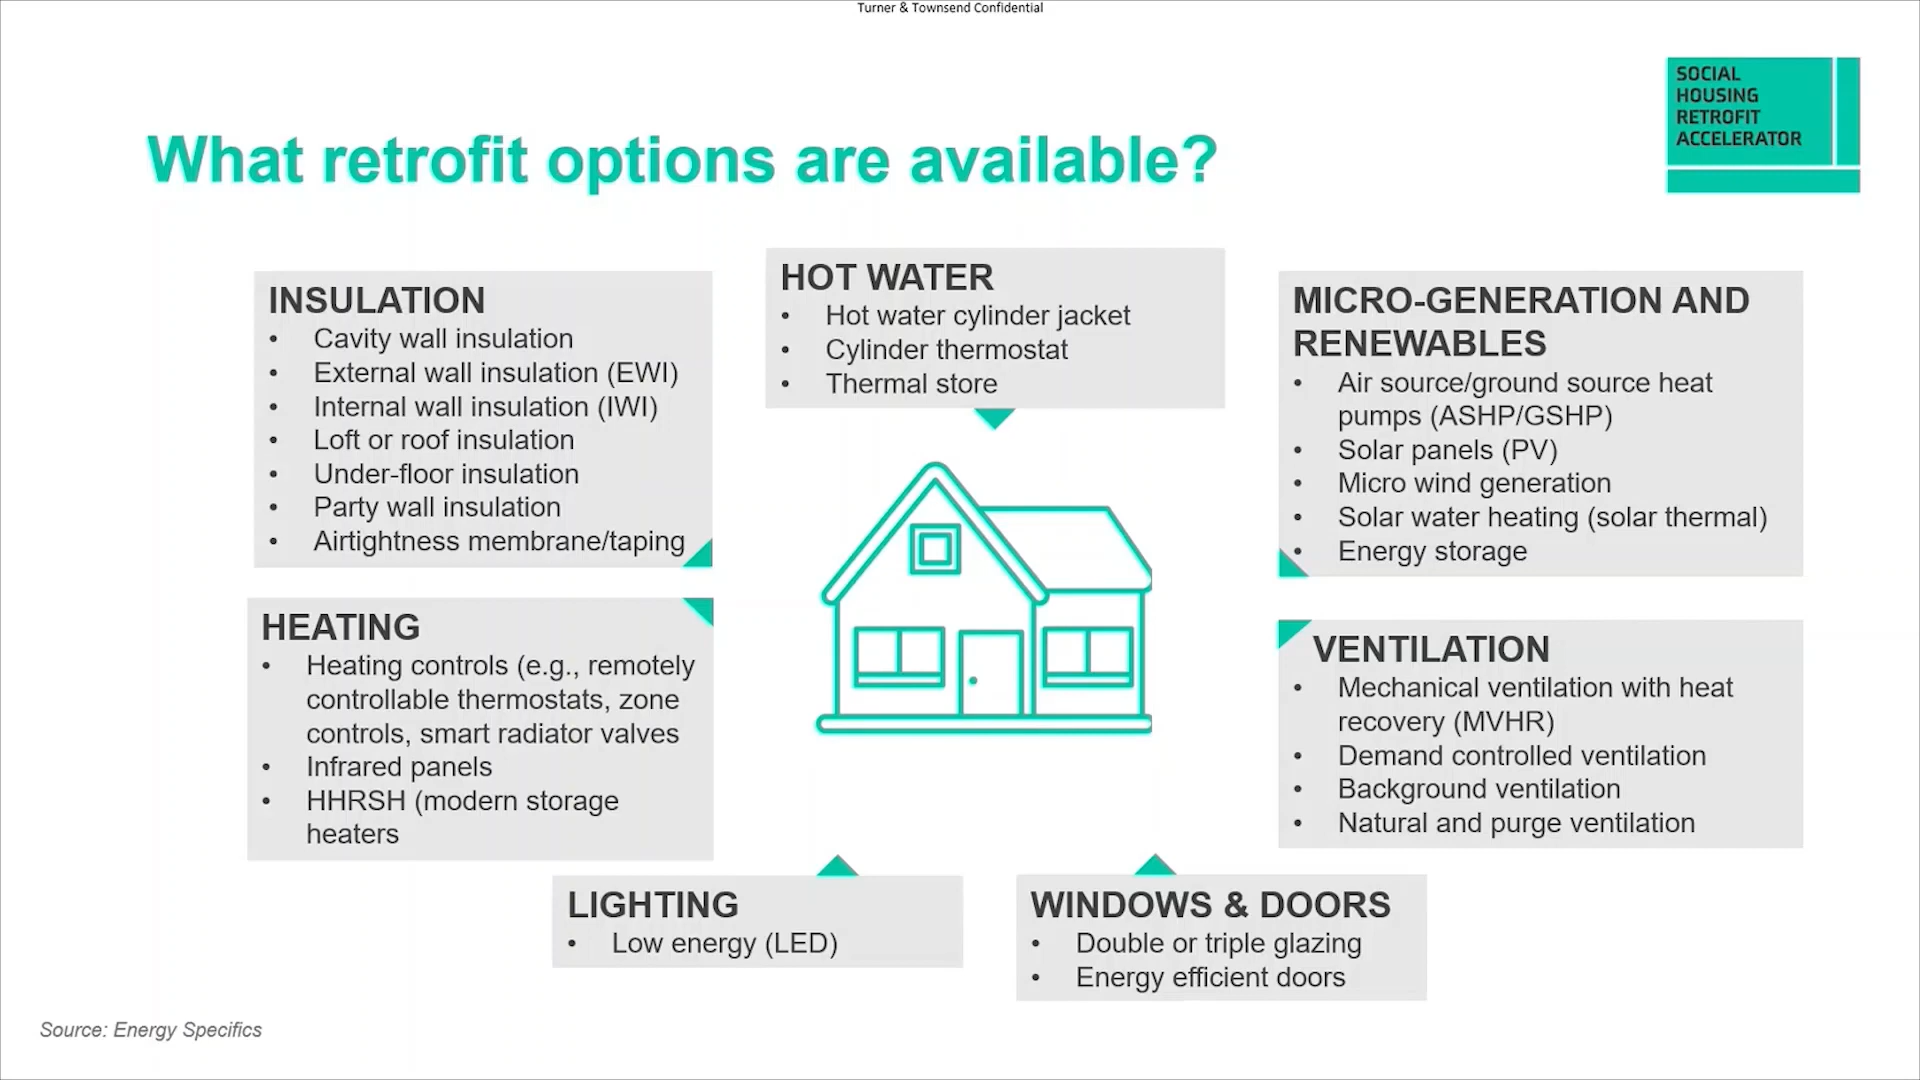 Turner & Townsend Confidential
SOCIAL
HOUSING
RETROFIT
ACCELERATOR
What retrofit options are available?
INSULATION
• Cavity wall insulation
• External wall insulation (EWI)
• Internal wall insulation (IWI)
• Loft or roof insulation
• Under-floor insulation
• Party wall insulation
• Airtightness membrane/taping
HOT WATER
• Hot water cylinder jacket
• Cylinder thermostat
• Thermal store
MICRO-GENERATION AND
RENEWABLES
• Air source/ground source heat
pumps (ASHP/GSHP)
• Solar panels (PV)
• Micro wind generation
• Solar water heating (solar thermal)
• Energy storage
HEATING
• Heating controls (e.g., remotely
controllable thermostats, zone
controls, smart radiator valves
• Infrared panels
• HHRSH (modern storage
heaters
VENTILATION
• Mechanical ventilation with heat
recovery (MVHR)
• Demand controlled ventilation
• Background ventilation
• Natural and purge ventilation
LIGHTING
• Low energy (LED)
WINDOWS & DOORS
• Double or triple glazing
• Energy efficient doors
Source: Energy Specifics